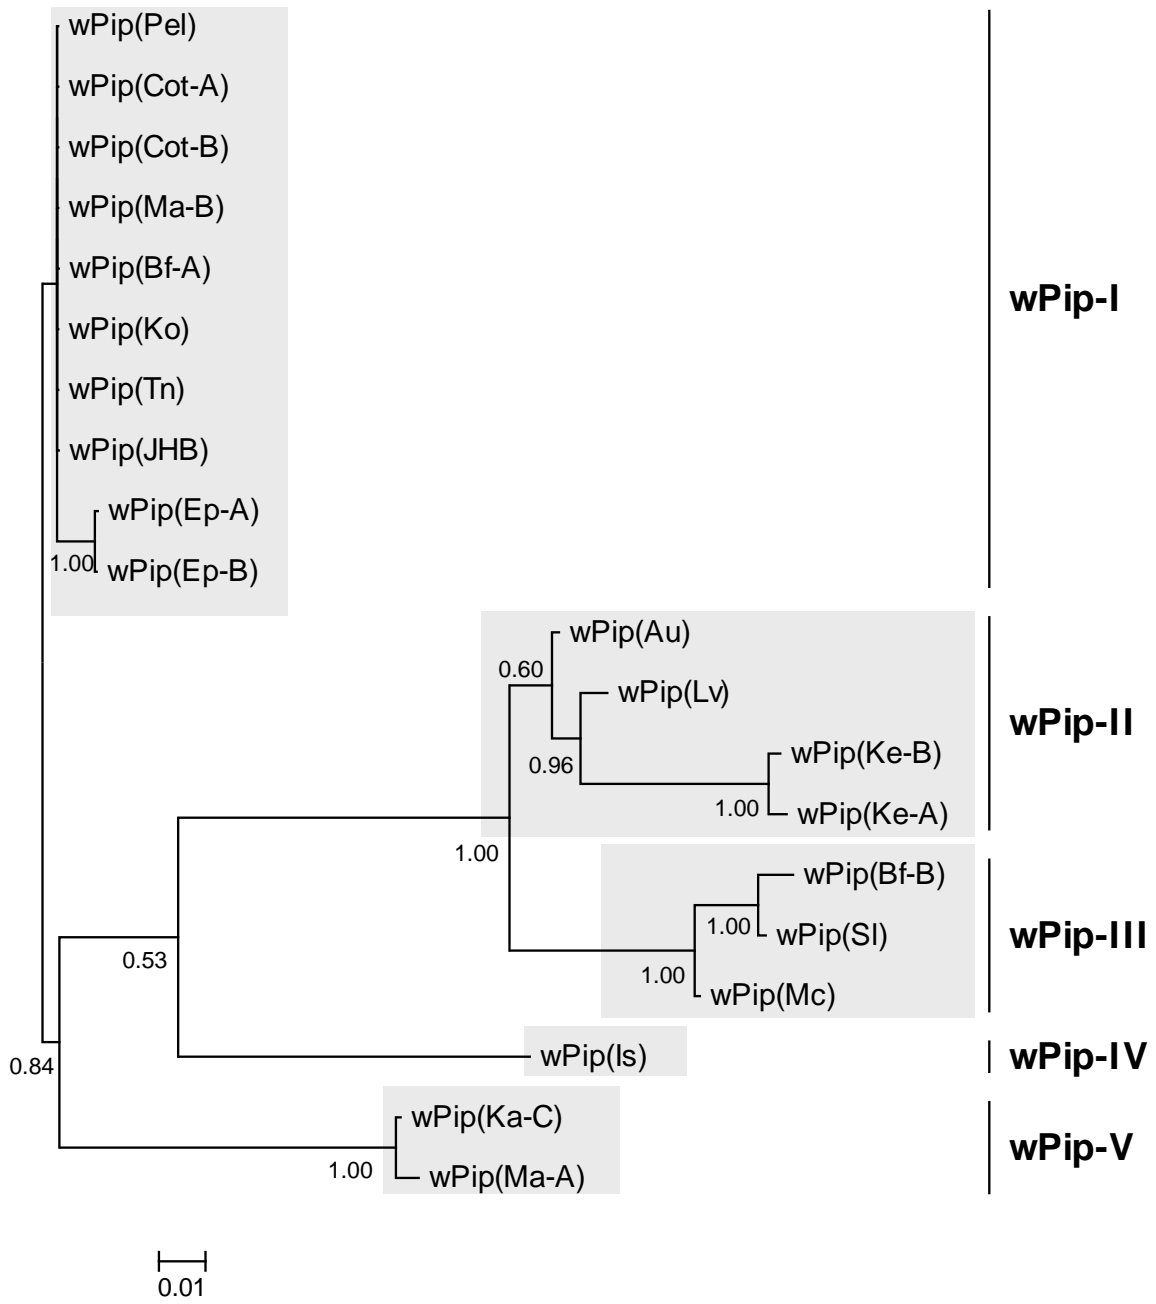 wPip(Pel)
wPip(Cot-A)
wPip(Cot-B)
wPip(Ma-B)
wPip(Bf-A)
wPip-I
wPip(Ko)
wPip(Tn)
wPip(JHB)
wPip(Ep-A)
1.00
wPip(Ep-B)
wPip(Au)
0.60
wPip(Lv)
wPip-II
wPip(Ke-B)
0.96
1.00
wPip(Ke-A)
1.00
wPip(Bf-B)
1.00
wPip(Sl)
wPip-III
0.53
1.00
wPip(Mc)
wPip(Is)
wPip-IV
0.84
wPip(Ka-C)
wPip-V
1.00
wPip(Ma-A)
0.01